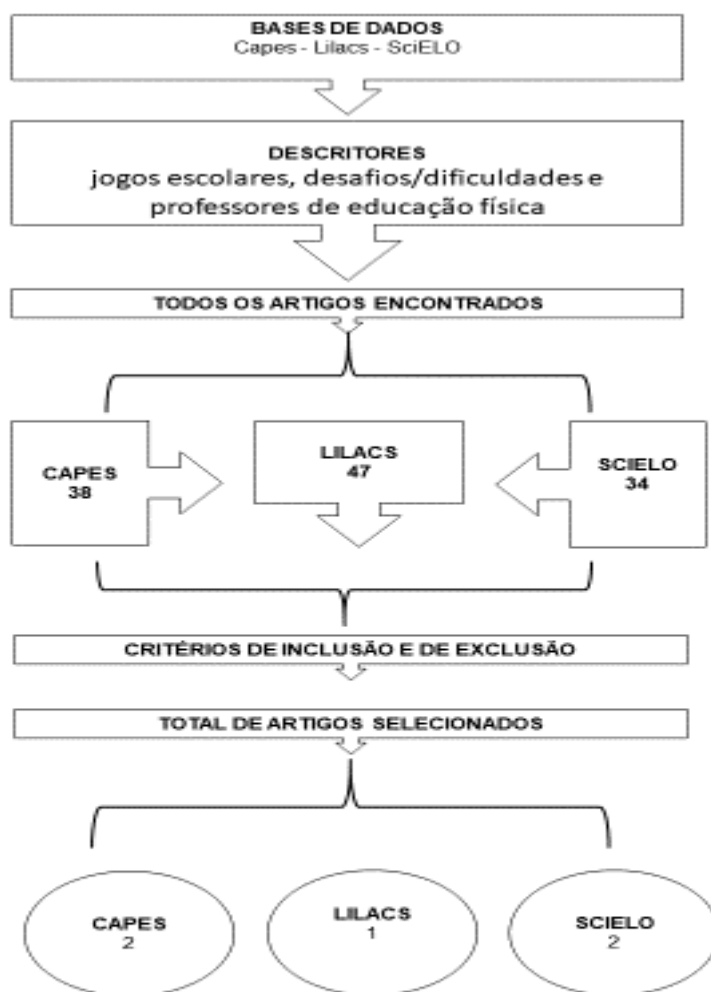 BASES DE DADOS
Capes - Lilacs - SciELO
DESCRITORES
jogos escolares, desafios/dificuldades e
professores de educação física
TODOS OS ARTIGOS ENCONTRADOS
CAPES
38
LILACS
47
SCIELO
34
CRITÉRIOS DE INCLUSÃO E DE EXCLUSÃO
TOTAL DE ARTIGOS SELECIONADOS
CAPES
2
LILACS
1
SCIELO
2